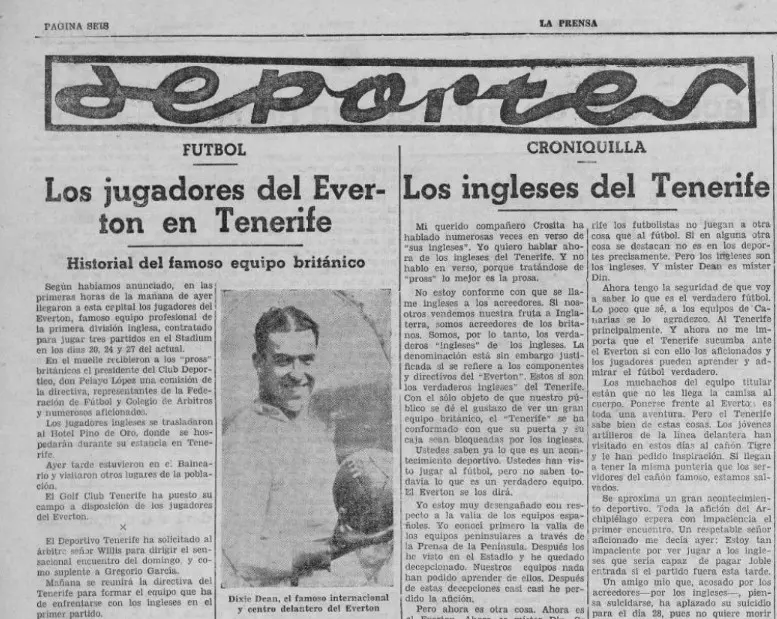 PAGINA SEIS
LA PRENSA
deportes
FUTBOL
Los jugadores del Ever-
ton en Tenerife
Historial del famoso equipo británico
Según habíamos anunciado, en las
primeras horas de la mañana de ayer
llegaron a esta capital los jugadores del
Everton, famoso equipo profesional de
la primera división inglesa, contratado
para jugar tres partidos en el Stadium
en los días 20, 24 y 27 del actual.
En el muelle recibieron a los "pross"
británicos el presidente del Club Depor-
tivo, don Pelayo López una comisión de
la directiva, representantes de la Fede-
ración de Fútbol y Colegio de Arbitros
y numerosos aficionados.
Los jugadores ingleses se trasladaron
al Hotel Pino de Oro, donde se hos-
pedarán durante su estancia en Tene-
rife.
Ayer tarde estuvieron en e. Balnea-
rio y visitaron otros lugares de la pobla-
ción.
El Golf Club Tenerife ha puesto su
campo a disposición de los jugadores
del Everton.
X
El Deportivo Tenerife ha solicitado al
árbitro señor Willis para dirigir el sen-
sacional encuentro del domingo, y co-
mo suplente a Gregorio García.
Mañana se reunirá la directiva del
Tenerife para formar el equipo que ha
de enfrentarse con los ingleses en el
primer partido.
Dixie Dean, el famoso internacional
y centro delantero del Everton
CRONIQUILLA
Los ingleses del Tenerife
Mi querido compañero Crosita ha
hablado numerosas veces en verso de
"sus ingleses". Yo quiero hablar aho-
ra de los ingleses del Tenerife. Y no
hablo en verso, porque tratándose de
"pross" lo mejor es la prosa.
No estoy conforme con que se lla-
me ingleses a los acreedores. Si nos-
otros vendemos nuestra fruta a Ingla-
terra, somos acreedores de los brita-
nos. Somos, por lo tanto, los verda-
deros "ingleses" de los ingleses. La
denominación está sin embargo justi-
ficada si se refiere a los componentes
y directivos del "Everton". Estos si son
los verdaderos ingleses" del Tenerife.
Con el sólo objeto de que nuestro pú-
blico se dé el gustazo de ver un gran
equipo británico, el "Tenerife" se ha
conformado con que su puerta y su
caja sean bloqueadas por los ingleses.
Ustedes saben ya lo que es un acon-
tecimiento deportivo. Ustedes han vis-
to jugar al fútbol, pero no saben to-
davía lo que es un verdadero equipo.
El Everton se los dirá.
Yo estoy muy desengañado con res-
pecto a la valía de los equipos espa-
ñoles. Yo conocí primero la valía de
los equipos peninsulares a través de
la Prensa de la Península. Después los
he visto en el Estadio y he quedado
decepcionado. Nuestros equipos nada
han podido aprender de ellos. Después
de estas decepciones casi casi he per-
dido la afición.
Pero ahora es otra cosa. Ahora es
rife los futbolistas no juegan a otra
cosa que al fútbol. Si en alguna otra
cosa se destacan no es en los depor-
tes precisamente. Pero los ingleses son
los ingleses. Y mister Dean es mister
Din.
Ahora tengo la seguridad de que voy
a saber lo que es el verdadero fútbol.
Lo poco que sé, a los equipos de Ca-
narias se lo agradezco. Al Tenerife
principalmente. Y ahora no me im-
porta que el Tenerife sucumba ante
el Everton si con ello los aficionados y
los jugadores pueden aprender y ad-
mirar el fútbol verdadero.
Los muchachos del equipo titular
están que no les llega la camisa al
cuerpo. Ponerse frente al Everton es
toda una aventura. Pero el Tenerife
sabe bien de estas cosas. Los jóvenes
artilleros de la línea delantera han
visitado en estos días al cañón Tigre
y le han pedido inspiración. Si llegan
a tener la misma puntería que los ser-
vidores del cañón famoso, estamos sal-
vados.
Se aproxima un gran acontecimien-
to deportivo. Toda la afición del Ar-
chipiélago espera con impaciencia el
primer encuentro. Un respetable señor
aficionado me decía ayer: Estoy tan
impaciente por ver jugar a los ingle-
ses que sería capaz de pagar doble
entrada si el partido fuera esta tarde.
Un amigo mío que, acosado por los
acreedores—por los ingleses—, pien-
sa suicidarse, ha aplazado su suicidio
para el día 28, pues no quiere morir